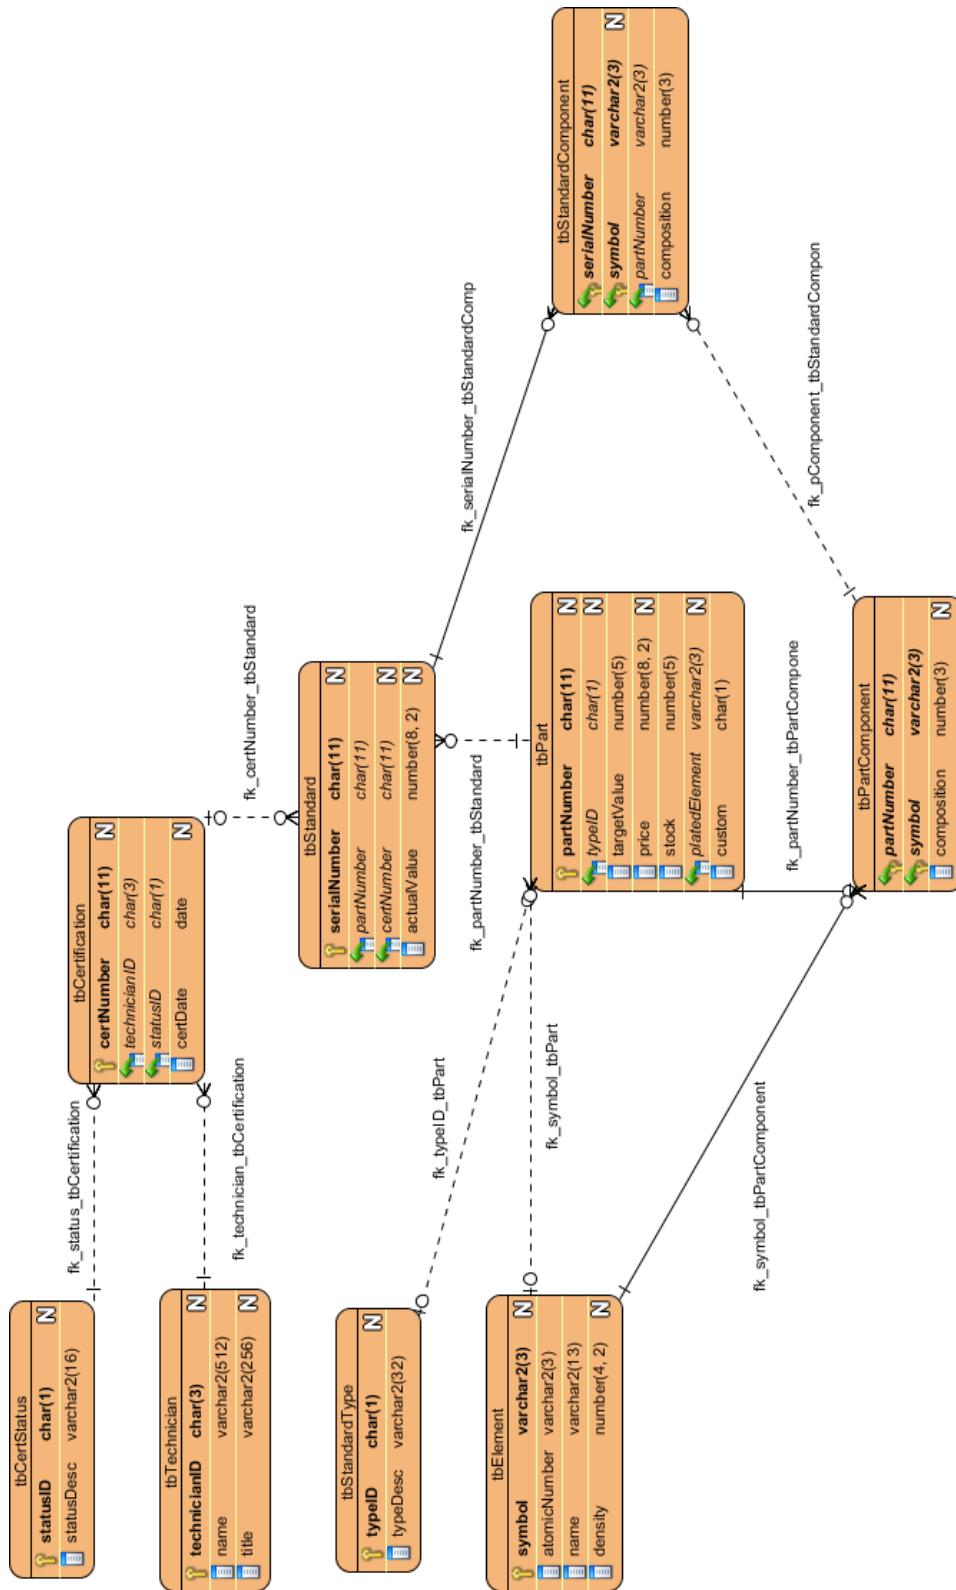 tbCertStatus
statusID char(1)
statusDesc varchar2(16) N
fk_status_tbCertification
tbTechnician
technicianID char(3)
name varchar2(512) N
title varchar2(256) N
fk_technician_tbCertification
tbCertification
certNumber char(11)
technicianID char(3) N
statusID char(1) N
certDate date N
fk_certNumber_tbStandard
tbStandardType
typeID char(1)
typeDesc varchar2(32) N
fk_typeID_tbPart
tbStandard
serialNumber char(11)
partNumber char(11) N
certNumber char(11) N
actualValue number(8, 2) N
fk_serialNumber_tbStandardComp
fk_partNumber_tbStandard
tbElement
symbol varchar2(3)
atomicNumber varchar2(3) N
name varchar2(13) N
density number(4, 2) N
fk_symbol_tbPart
fk_symbol_tbPartComponent
tbPart
partNumber char(11)
typeID char(1) N
targetValue number(5) N
price number(8, 2) N
stock number(5) N
platedElement varchar2(3) N
custom char(1) N
fk_partNumber_tbPartCompone
tbStandardComponent
serialNumber char(11)
symbol varchar2(3)
partNumber varchar2(3) N
composition number(3)
fk_pComponent_tbStandardCompon
tbPartComponent
partNumber char(11)
symbol varchar2(3)
composition number(3) N